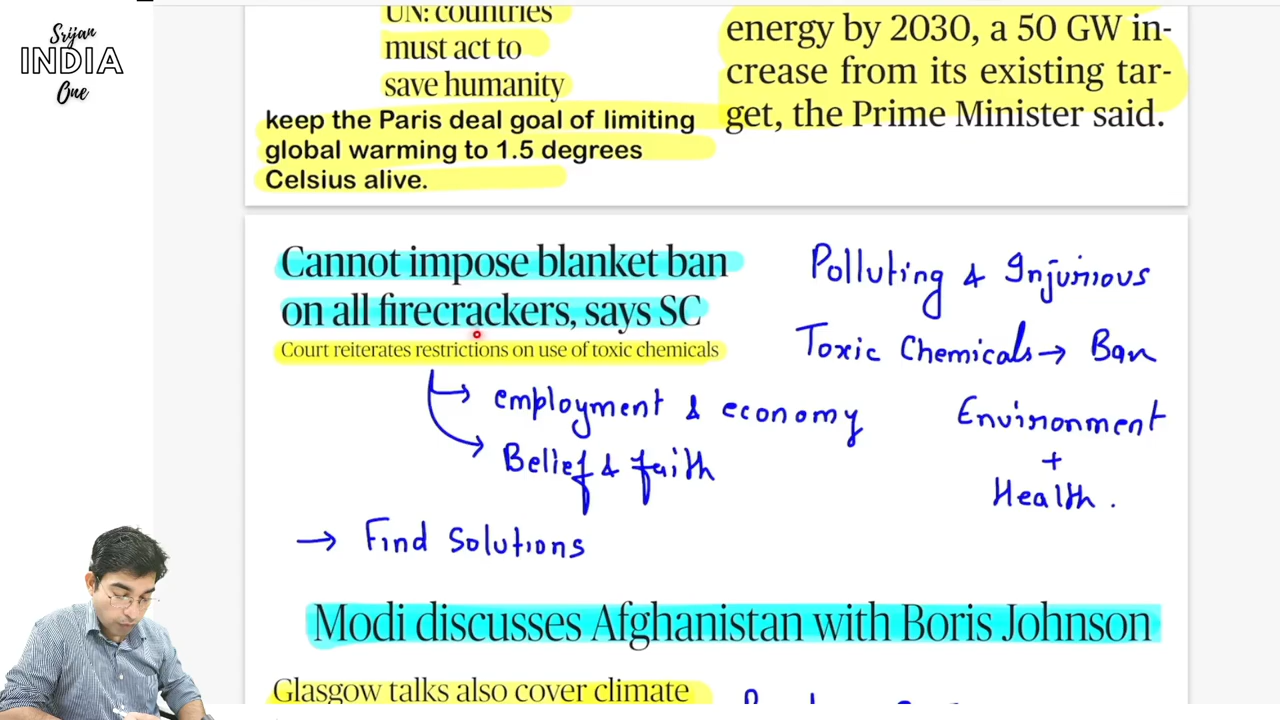 Srijan
INDIA
One
UN: countries
must act to
save humanity
keep the Paris deal goal of limiting
global warming to 1.5 degrees
Celsius alive.
energy by 2030, a 50 GW in-
crease from its existing tar-
get, the Prime Minister said.
Cannot impose blanket ban
on all firecrackers, says SC
Court reiterates restrictions on use of toxic chemicals
→ employment & economy
→ Belief & faith
→ Find Solutions
Polluting & Injurious
Toxic Chemicals → Ban
Environment
+
Health.
Modi discusses Afghanistan with Boris Johnson
Glasgow talks also cover climate